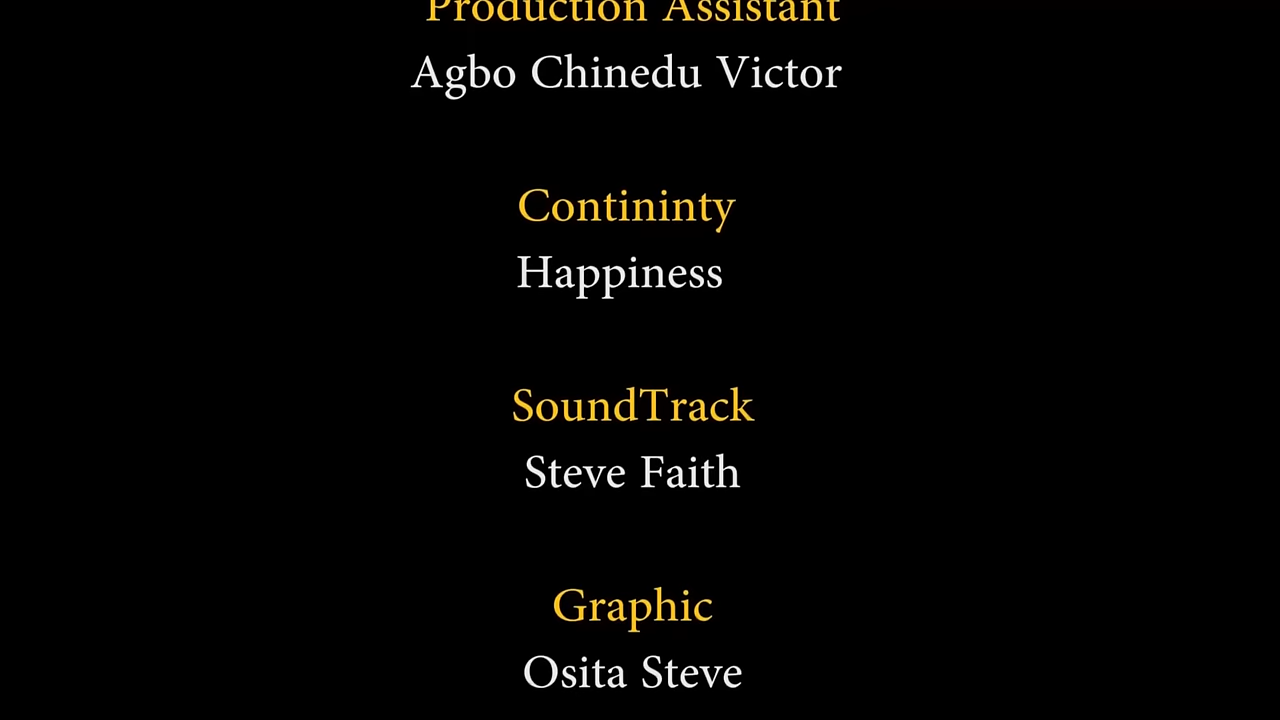 Production Assistant
Agbo Chinedu Victor
Contininty
Happiness
SoundTrack
Steve Faith
Graphic
Osita Steve